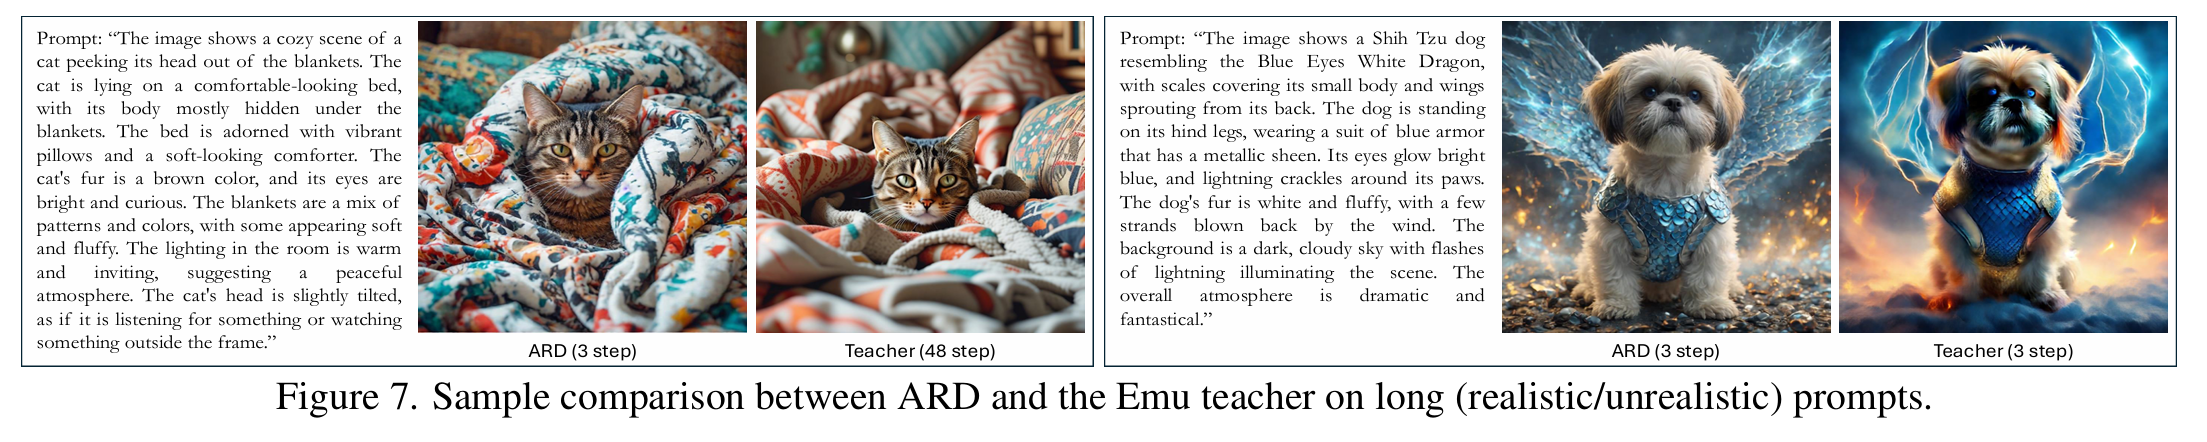 Prompt: “The image shows a cozy scene of a
cat peeking its head out of the blankets. The
cat is lying on a comfortable-looking bed,
with its body mostly hidden under the
blankets. The bed is adorned with vibrant
pillows and a soft-looking comforter. The
cat's fur is a brown color, and its eyes are
bright and curious. The blankets are a mix of
patterns and colors, with some appearing soft
and fluffy. The lighting in the room is warm
and inviting, suggesting a peaceful
atmosphere. The cat's head is slightly tilted,
as if it is listening for something or watching
something outside the frame.”
ARD (3 step)
Teacher (48 step)
Prompt: “The image shows a Shih Tzu dog
resembling the Blue Eyes White Dragon,
with scales covering its small body and wings
sprouting from its back. The dog is standing
on its hind legs, wearing a suit of blue armor
that has a metallic sheen. Its eyes glow bright
blue, and lightning crackles around its paws.
The dog's fur is white and fluffy, with a few
strands blown back by the wind. The
background is a dark, cloudy sky with flashes
of lightning illuminating the scene. The
overall atmosphere is dramatic and
fantastical.”
ARD (3 step)
Teacher (3 step)
Figure 7. Sample comparison between ARD and the Emu teacher on long (realistic/unrealistic) prompts.